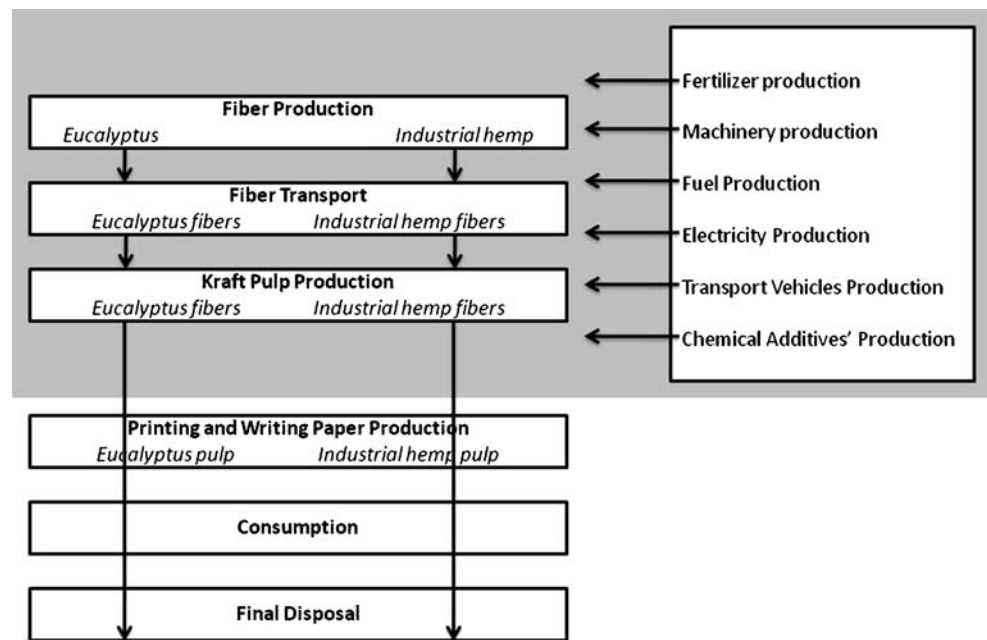 Fiber Production
Eucalyptus Industrial hemp
Fiber Transport
Eucalyptus fibers Industrial hemp fibers
Kraft Pulp Production
Eucalyptus fibers Industrial hemp fibers
Printing and Writing Paper Production
Eucalyptus pulp Industrial hemp pulp
Consumption
Final Disposal
Fertilizer production
Machinery production
Fuel Production
Electricity Production
Transport Vehicles Production
Chemical Additives' Production